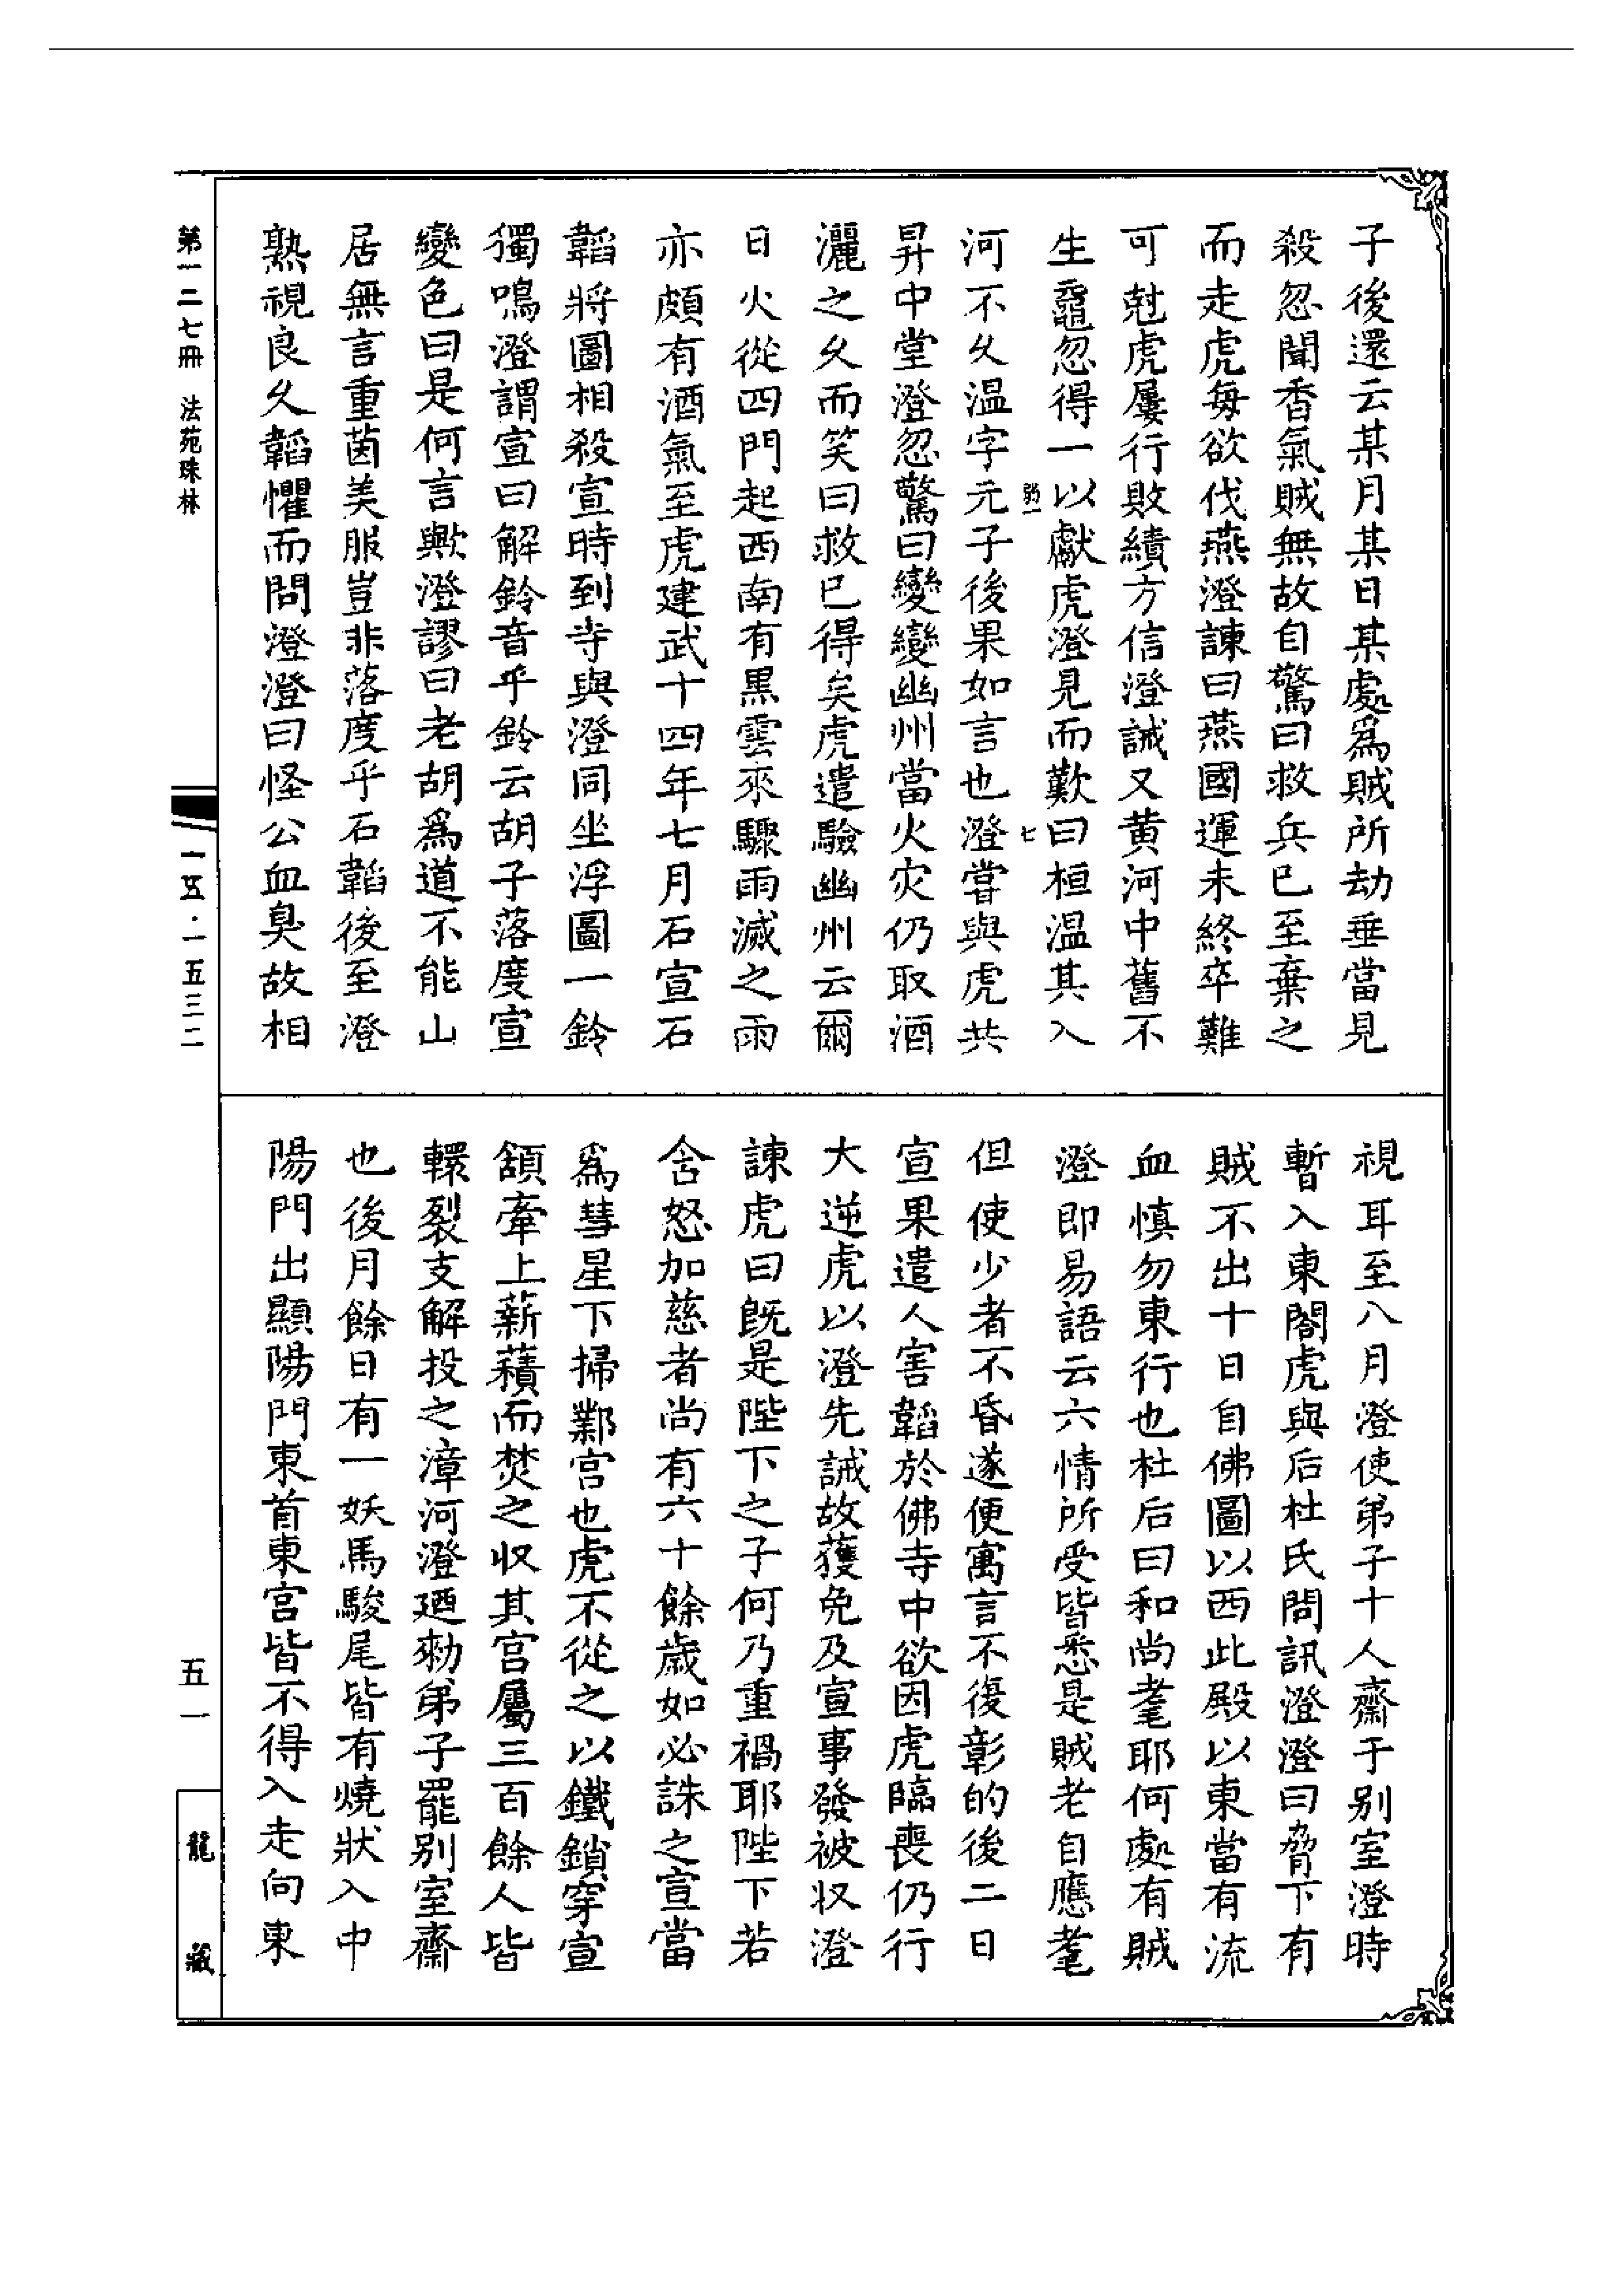 子後還云某月某日某處爲賊所劫垂當見
殺忽聞香氣賊無故自驚曰救兵已至棄之
而走虎每欲伐燕澄諫曰燕國運未終卒難
可尅虎屢行敗績方信澄誡又黄河中舊不
生黿忽得一以獻虎澄見而歎曰桓温其入
弱一 七
河不久温字元子後果如言也澄嘗與虎共
昇中堂澄忽驚曰變變幽州當火灾仍取酒
灑之久而笑曰救已得矣虎遣驗幽州云爾
日火從四門起西南有黒雲來驟雨滅之雨
亦頗有酒氣至虎建武十四年七月石宣石
韜將圖相殺宣時到寺與澄同坐浮圖一鈴
獨鳴澄謂宣曰解鈴音乎鈴云胡子落度宣
變色曰是何言歟澄謬曰老胡爲道不能山
居無言重茵美服豈非落度乎石韜後至澄
熟視良久韜懼而問澄澄曰怪公血臭故相
視耳至八月澄使弟子十人齋于别室澄時
暫入東閤虎與后杜氏問訊澄澄曰脅下有
賊不出十日自佛圖以西此殿以東當有流
血慎勿東行也杜后曰和尚耄耶何處有賊
澄即易語云六情所受皆悉是賊老自應耄
但使少者不昏遂便寓言不復彰的後二日
宣果遣人害韜於佛寺中欲因虎臨喪仍行
大逆虎以澄先誡故獲免及宣事發被収澄
諫虎曰旣是陛下之子何乃重禍耶陛下若
含怒加慈者尚有六十餘歲如必誅之宣當
爲彗星下掃鄴宮也虎不從之以鐵鎖穿宣
頷牽上薪䕩而焚之収其宮屬三百餘人皆
轘裂支解投之漳河澄廼勑弟子罷别室齋
也後月餘日有一妖馬駿尾皆有燒狀入中
陽門出顯陽門東首東宮皆不得入走向東
第一二七冊 法苑珠林
一五·一五三二
五一
龍藏